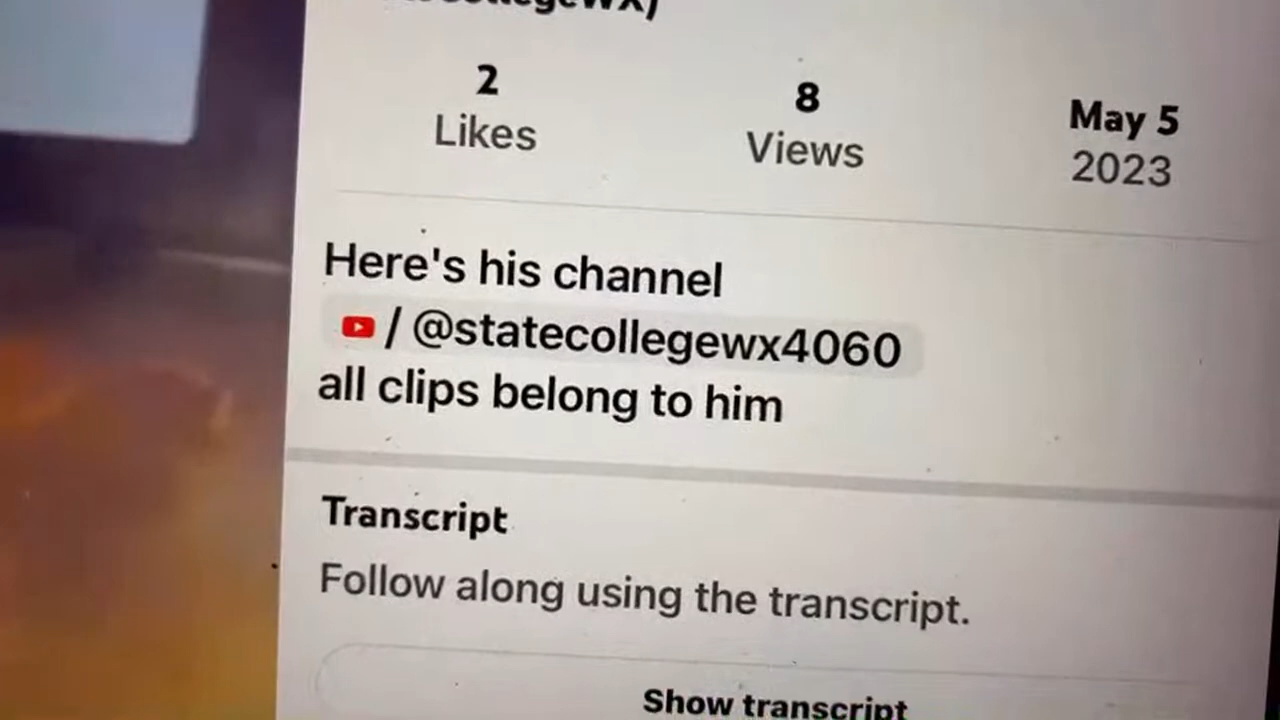 2
Likes
8
Views
May 5
2023
Here's his channel
/ @statecollegewx4060
all clips belong to him
Transcript
Follow along using the transcript.
Show transcript